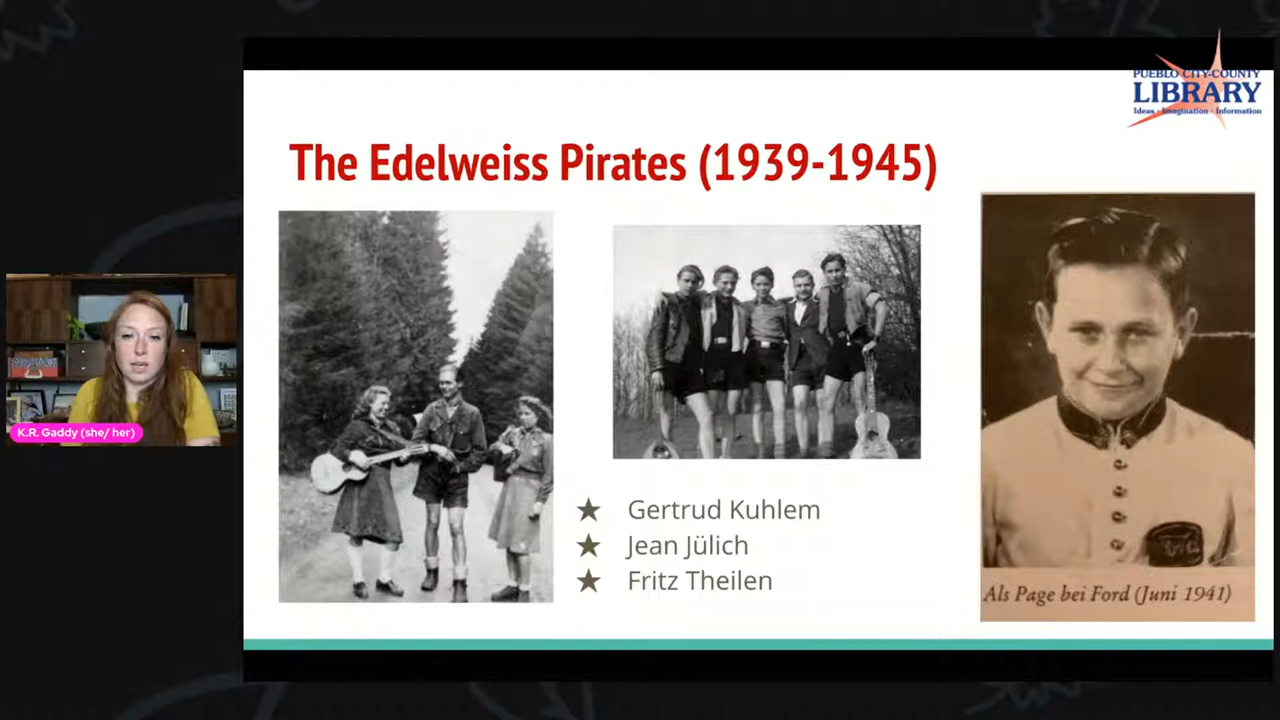 PUEBLO CITY-COUNTY
LIBRARY
Ideas · Imagination · Information
The Edelweiss Pirates (1939-1945)
K.R. Gaddy (she/ her)
★ Gertrud Kuhlem
★ Jean Jülich
★ Fritz Theilen
Als Page bei Ford (Juni 1941)